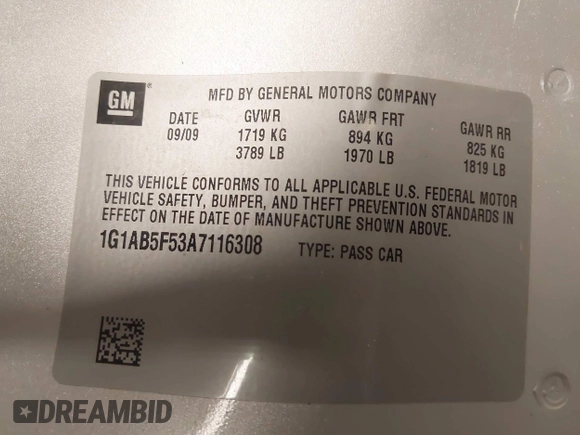 GM
MFD BY GENERAL MOTORS COMPANY
DATE GVWR GAWR FRT GAWR RR
09/09 1719 KG 894 KG 825 KG
3789 LB 1970 LB 1819 LB
THIS VEHICLE CONFORMS TO ALL APPLICABLE U.S. FEDERAL MOTOR
VEHICLE SAFETY, BUMPER, AND THEFT PREVENTION STANDARDS IN
EFFECT ON THE DATE OF MANUFACTURE SHOWN ABOVE.
1G1AB5F53A7116308 TYPE: PASS CAR
DREAMBID